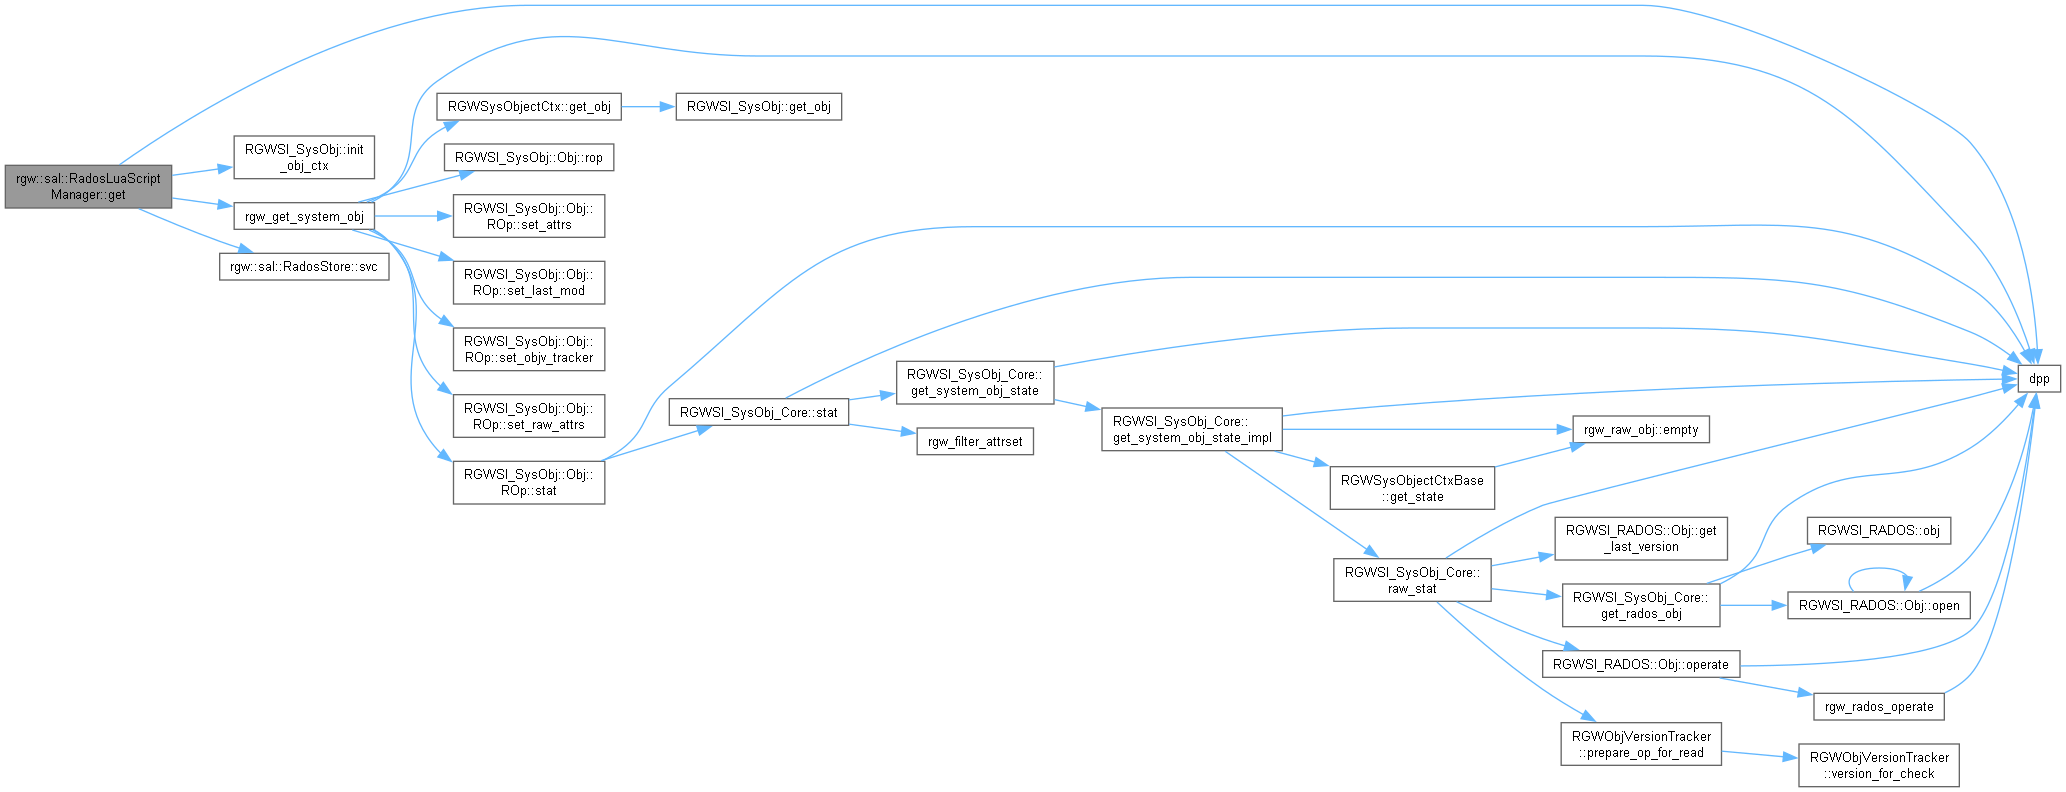 rgw::sal::RadosLuaScript
Manager::get
RGWSI_SysObj::init
_obj_ctx
rgw_get_system_obj
rgw::sal::RadosStore::svc
RGWSysObjectCtx::get_obj
RGWSI_SysObj::get_obj
RGWSI_SysObj::Obj::rop
RGWSI_SysObj::Obj::
ROp::set_attrs
RGWSI_SysObj::Obj::
ROp::set_last_mod
RGWSI_SysObj::Obj::
ROp::set_objv_tracker
RGWSI_SysObj::Obj::
ROp::set_raw_attrs
RGWSI_SysObj::Obj::
ROp::stat
RGWSI_SysObj_Core::stat
RGWSI_SysObj_Core::
get_system_obj_state
rgw_filter_attrset
RGWSI_SysObj_Core::
get_system_obj_state_impl
rgw_raw_obj::empty
RGWSysObjectCtxBase
::get_state
RGWSI_SysObj_Core::
raw_stat
RGWSI_RADOS::Obj::get
_last_version
RGWSI_SysObj_Core::
get_rados_obj
RGWSI_RADOS::obj
RGWSI_RADOS::Obj::open
RGWSI_RADOS::Obj::operate
rgw_rados_operate
RGWObjVersionTracker
::prepare_op_for_read
RGWObjVersionTracker
::version_for_check
dpp